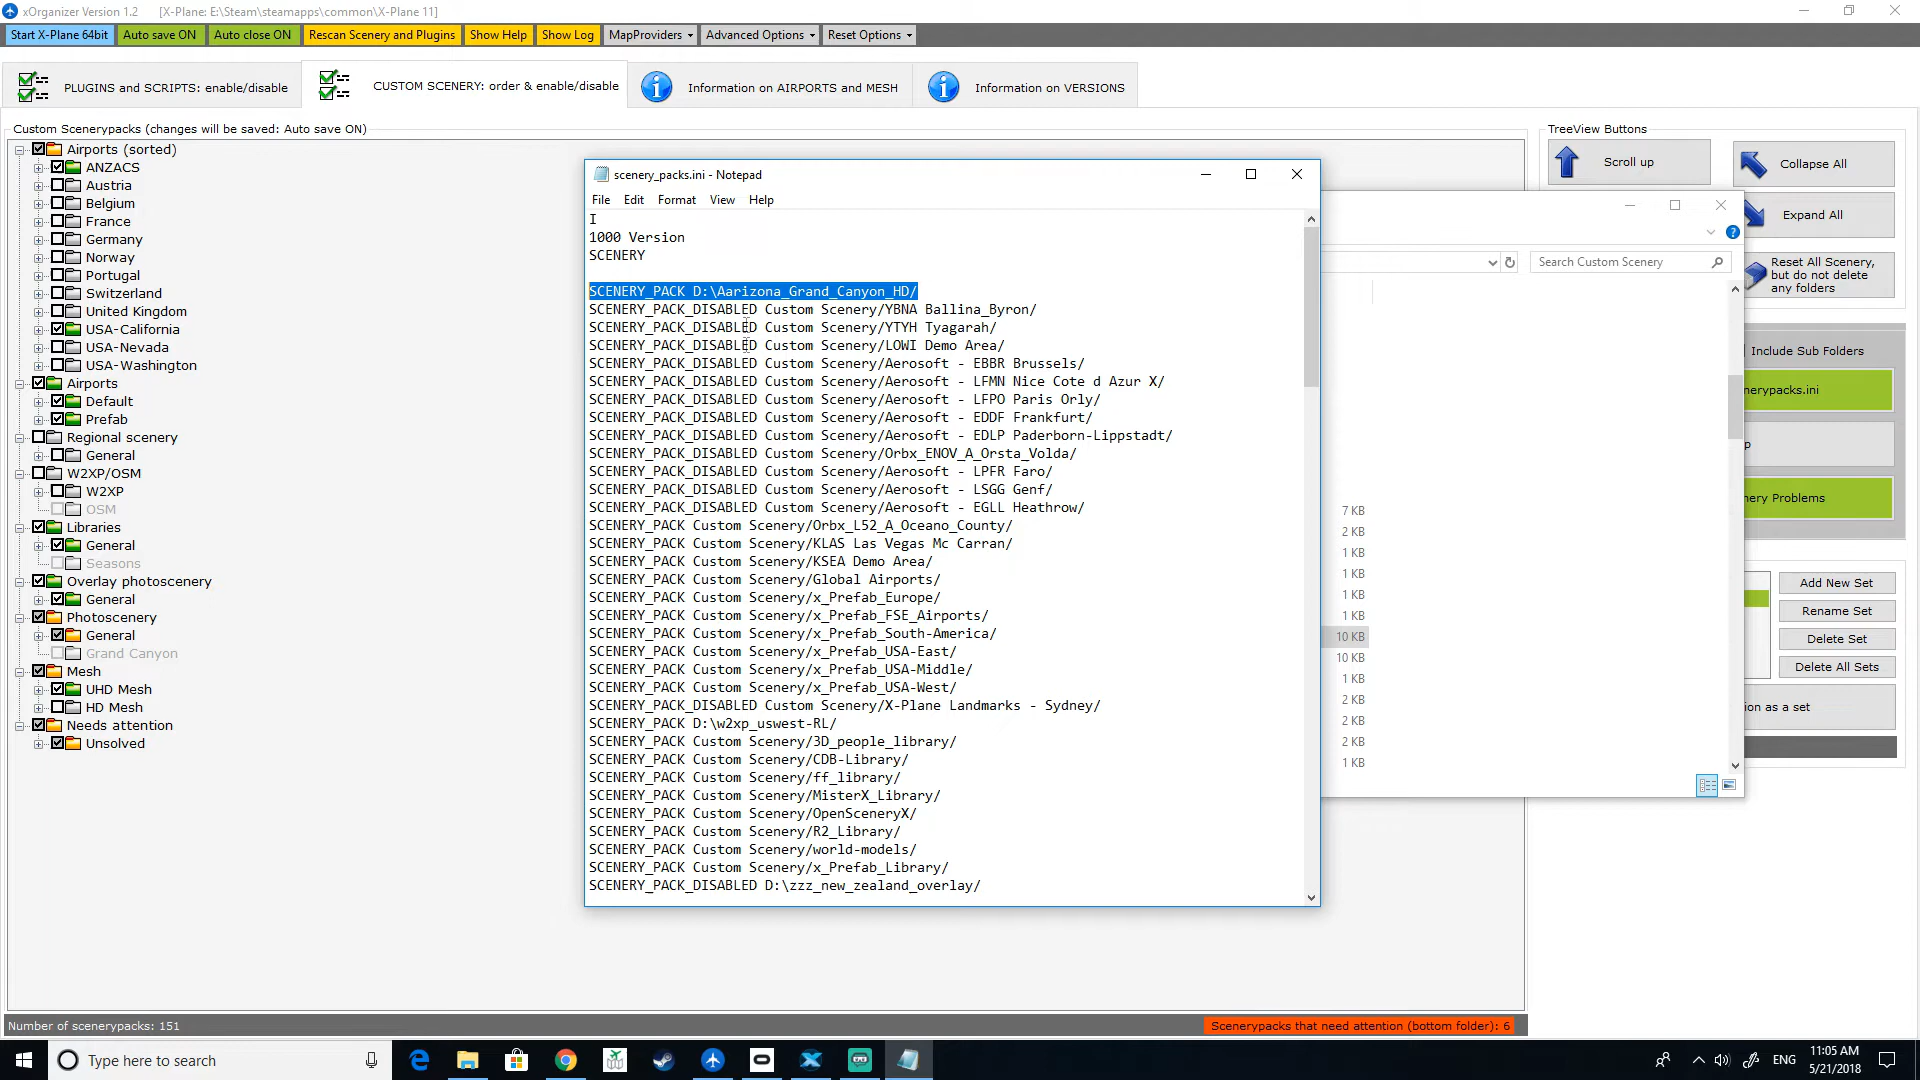 xOrganizer Version 1.2 [X-Plane: E:\Steam\steamapps\common\X-Plane 11]
Start X-Plane 64bit Auto save ON Auto close ON Rescan Scenery and Plugins Show Help Show Log MapProviders Advanced Options Reset Options
PLUGINS and SCRIPTS: enable/disable CUSTOM SCENERY: order & enable/disable Information on AIRPORTS and MESH Information on VERSIONS
Custom Scenerypacks (changes will be saved: Auto save ON)
Airports (sorted)
ANZACS
Austria
Belgium
France
Germany
Norway
Portugal
Switzerland
United Kingdom
USA-California
USA-Nevada
USA-Washington
Airports
Default
Prefab
Regional scenery
General
W2XP/OSM
W2XP
OSM
Libraries
General
Seasons
Overlay photoscenery
General
Photoscenery
General
Grand Canyon
Mesh
UHD Mesh
HD Mesh
Needs attention
Unsolved
scenery_packs.ini - Notepad
File Edit Format View Help
I
1000 Version
SCENERY
SCENERY_PACK D:\Aarizona_Grand_Canyon_HD/
SCENERY_PACK_DISABLED Custom Scenery/YBNA Ballina_Byron/
SCENERY_PACK_DISABLED Custom Scenery/YTYH Tyagarah/
SCENERY_PACK_DISABLED Custom Scenery/LOWI Demo Area/
SCENERY_PACK_DISABLED Custom Scenery/Aerosoft - EBBR Brussels/
SCENERY_PACK_DISABLED Custom Scenery/Aerosoft - LFMN Nice Cote d Azur X/
SCENERY_PACK_DISABLED Custom Scenery/Aerosoft - LFPO Paris Orly/
SCENERY_PACK_DISABLED Custom Scenery/Aerosoft - EDDF Frankfurt/
SCENERY_PACK_DISABLED Custom Scenery/Aerosoft - EDLP Paderborn-Lippstadt/
SCENERY_PACK_DISABLED Custom Scenery/Orbx_ENOV_A_Orsta_Volda/
SCENERY_PACK_DISABLED Custom Scenery/Aerosoft - LPFR Faro/
SCENERY_PACK_DISABLED Custom Scenery/Aerosoft - LSGG Genf/
SCENERY_PACK_DISABLED Custom Scenery/Aerosoft - EGLL Heathrow/
SCENERY_PACK Custom Scenery/Orbx_L52_A_Oceano_County/
SCENERY_PACK Custom Scenery/KLAS Las Vegas Mc Carran/
SCENERY_PACK Custom Scenery/KSEA Demo Area/
SCENERY_PACK Custom Scenery/Global Airports/
SCENERY_PACK Custom Scenery/x_Prefab_Europe/
SCENERY_PACK Custom Scenery/x_Prefab_FSE_Airports/
SCENERY_PACK Custom Scenery/x_Prefab_South-America/
SCENERY_PACK Custom Scenery/x_Prefab_USA-East/
SCENERY_PACK Custom Scenery/x_Prefab_USA-Middle/
SCENERY_PACK Custom Scenery/x_Prefab_USA-West/
SCENERY_PACK_DISABLED Custom Scenery/X-Plane Landmarks - Sydney/
SCENERY_PACK D:\w2xp_uswest-RL/
SCENERY_PACK Custom Scenery/3D_people_library/
SCENERY_PACK Custom Scenery/CDB-Library/
SCENERY_PACK Custom Scenery/ff_library/
SCENERY_PACK Custom Scenery/MisterX_Library/
SCENERY_PACK Custom Scenery/OpenSceneryX/
SCENERY_PACK Custom Scenery/R2_Library/
SCENERY_PACK Custom Scenery/world-models/
SCENERY_PACK Custom Scenery/x_Prefab_Library/
SCENERY_PACK_DISABLED D:\zzz_new_zealand_overlay/
Search Custom Scenery
7 KB
2 KB
1 KB
1 KB
1 KB
1 KB
10 KB
10 KB
1 KB
2 KB
2 KB
2 KB
1 KB
TreeView Buttons
Scroll up Collapse All
Expand All
Reset All Scenery,
but do not delete
any folders
Include Sub Folders
nerypacks.ini
p
nery Problems
Add New Set
Rename Set
Delete Set
Delete All Sets
ion as a set
Number of scenerypacks: 151 Scenerypacks that need attention (bottom folder): 6
Type here to search ENG 11:05 AM
5/21/2018